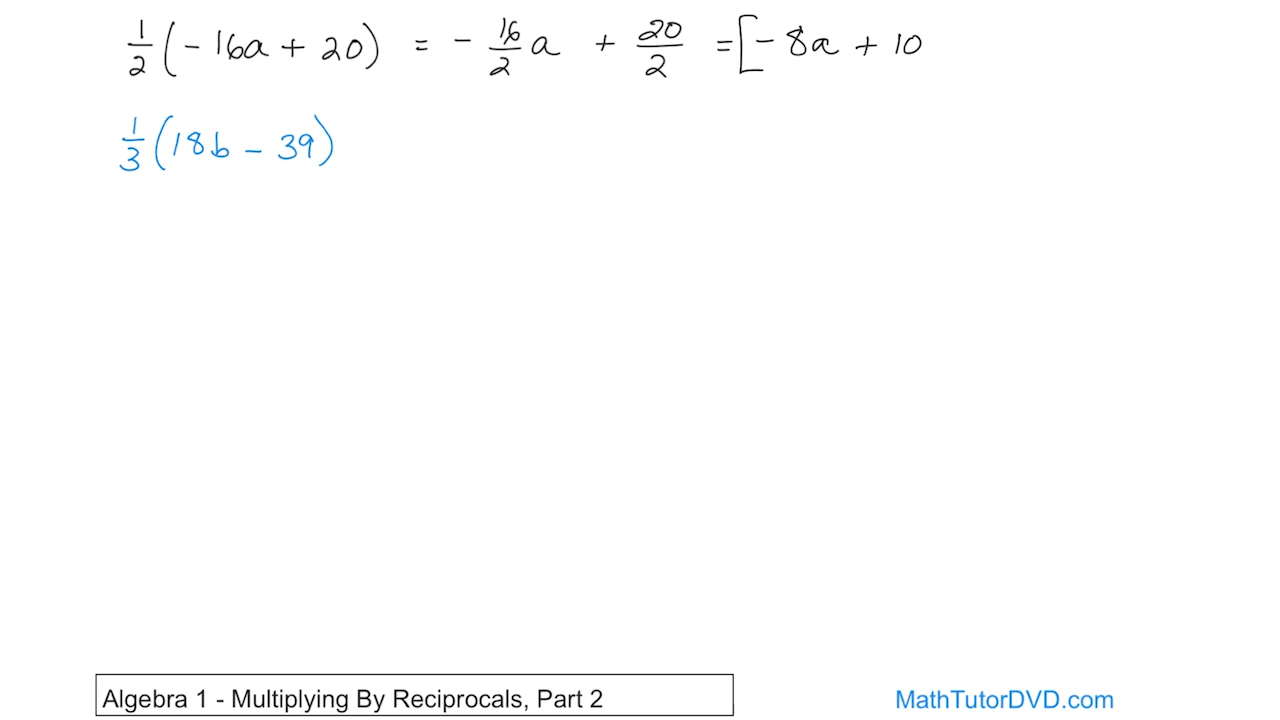 1/2 (-16a + 20) = - 16/2 a + 20/2 = [-8a + 10
1/3 (18b - 39)
Algebra 1 - Multiplying By Reciprocals, Part 2
MathTutorDVD.com